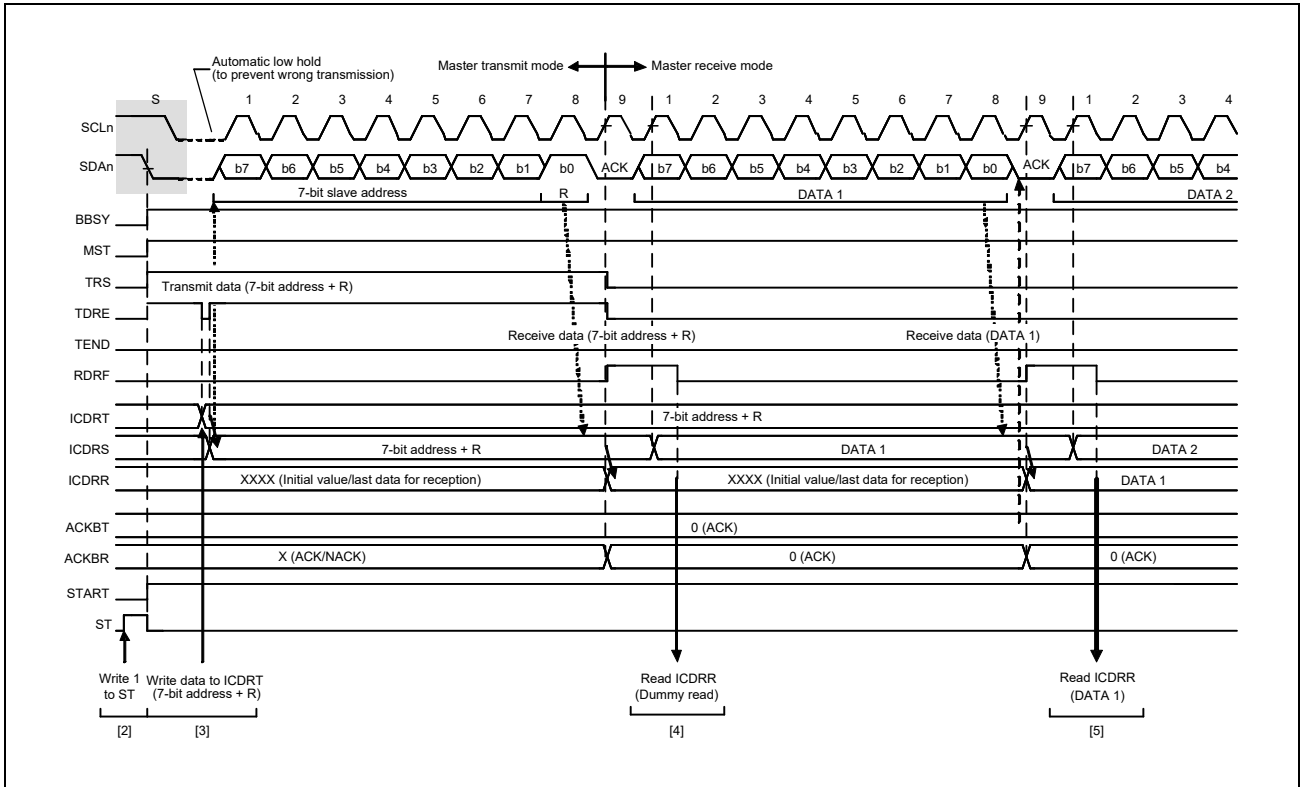 Automatic low hold
(to prevent wrong transmission)
Master transmit mode
Master receive mode
S 1 2 3 4 5 6 7 8 9 1 2 3 4 5 6 7 8 9 1 2 3 4
SCLn
SDAn b7 b6 b5 b4 b3 b2 b1 b0 ACK b7 b6 b5 b4 b3 b2 b1 b0 ACK b7 b6 b5 b4
7-bit slave address R DATA 1 DATA 2
BBSY
MST
TRS
Transmit data (7-bit address + R)
TDRE
Receive data (7-bit address + R) Receive data (DATA 1)
TEND
RDRF
ICDRT 7-bit address + R
ICDRS 7-bit address + R DATA 1 DATA 2
ICDRR XXXX (Initial value/last data for reception) XXXX (Initial value/last data for reception) DATA 1
ACKBT 0 (ACK)
ACKBR X (ACK/NACK) 0 (ACK) 0 (ACK)
START
ST
Write 1
to ST
Write data to ICDRT
(7-bit address + R)
Read ICDRR
(Dummy read)
Read ICDRR
(DATA 1)
[2] [3] [4] [5]